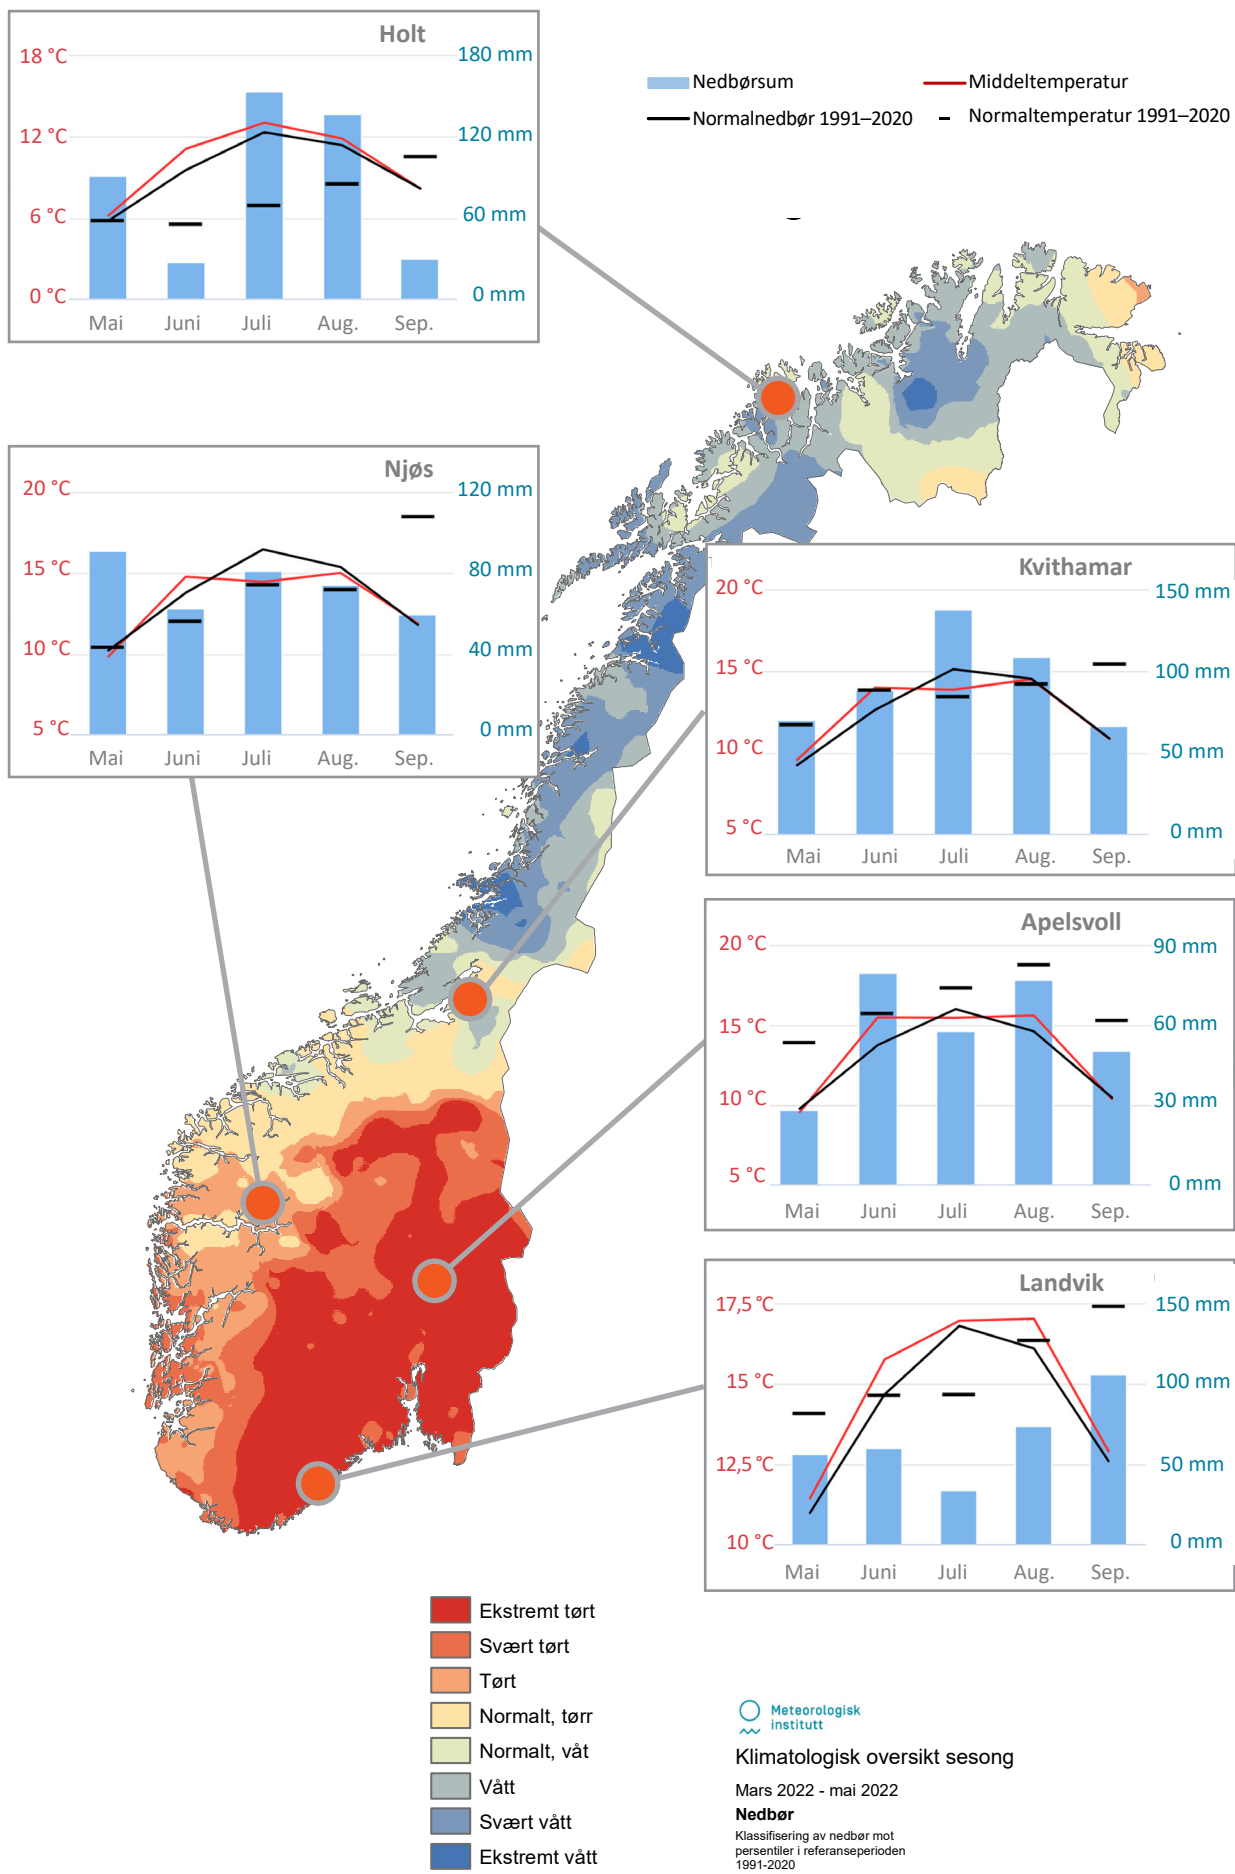 Holt
18 °C
180 mm
12 °C
120 mm
6 °C
60 mm
0 °C
0 mm
Mai Juni Juli Aug. Sep.
Nedbørsum
Middeltemperatur
Normalnedbør 1991–2020
Normaltemperatur 1991–2020
Njøs
20 °C
120 mm
15 °C
80 mm
10 °C
40 mm
5 °C
0 mm
Mai Juni Juli Aug. Sep.
Kvithamar
20 °C
150 mm
15 °C
100 mm
10 °C
50 mm
5 °C
0 mm
Mai Juni Juli Aug. Sep.
Apelsvoll
20 °C
90 mm
15 °C
60 mm
10 °C
30 mm
5 °C
0 mm
Mai Juni Juli Aug. Sep.
Landvik
17,5 °C
150 mm
15 °C
100 mm
12,5 °C
50 mm
10 °C
0 mm
Mai Juni Juli Aug. Sep.
Ekstremt tørt
Svært tørt
Tørt
Normalt, tørr
Normalt, våt
Vått
Svært vått
Ekstremt vått
Meteorologisk
institutt
Klimatologisk oversikt sesong
Mars 2022 - mai 2022
Nedbør
Klassifisering av nedbør mot
persentiler i referanseperioden
1991-2020